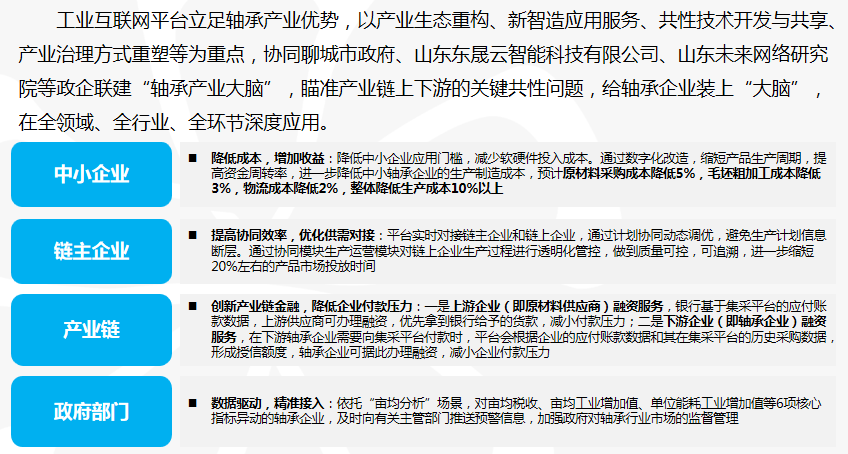 工业互联网平台立足轴承产业优势，以产业生态重构、新智造应用服务、共性技术开发与共享、
产业治理方式重塑等为重点，协同聊城市政府、山东东晟云智能科技有限公司、山东未来网络研究
院等政企联建“轴承产业大脑”，瞄准产业链上下游的关键共性问题，给轴承企业装上“大脑”，
在全领域、全行业、全环节深度应用。
中小企业
■ 降低成本，增加收益：降低中小企业应用门槛，减少软硬件投入成本。通过数字化改造，缩短产品生产周期，提
高资金周转率，进一步降低中小轴承企业的生产制造成本，预计原材料采购成本降低5%，毛坯粗加工成本降低
3%，物流成本降低2%，整体降低生产成本10%以上
链主企业
■ 提高协同效率，优化供需对接：平台实时对接链主企业和链上企业，通过计划协同动态调优，避免生产计划信息
断层。通过协同模块生产运营模块对链上企业生产过程进行透明化管控，做到质量可控，可追溯，进一步缩短
20%左右的产品市场投放时间
产业链
■ 创新产业链金融，降低企业付款压力：一是上游企业（即原材料供应商）融资服务，银行基于集采平台的应付账
款数据，上游供应商可办理融资，优先拿到银行给予的货款，减小付款压力；二是下游企业（即轴承企业）融资
服务，在下游轴承企业需要向集采平台付款时，平台会根据企业的应付账款数据和其在集采平台的历史采购数据，
形成授信额度，轴承企业可据此办理融资，减小企业付款压力
政府部门
■ 数据驱动，精准接入：依托“亩均分析”场景，对亩均税收、亩均工业增加值、单位能耗工业增加值等6项核心
指标异动的轴承企业，及时向有关主管部门推送预警信息，加强政府对轴承行业市场的监督管理